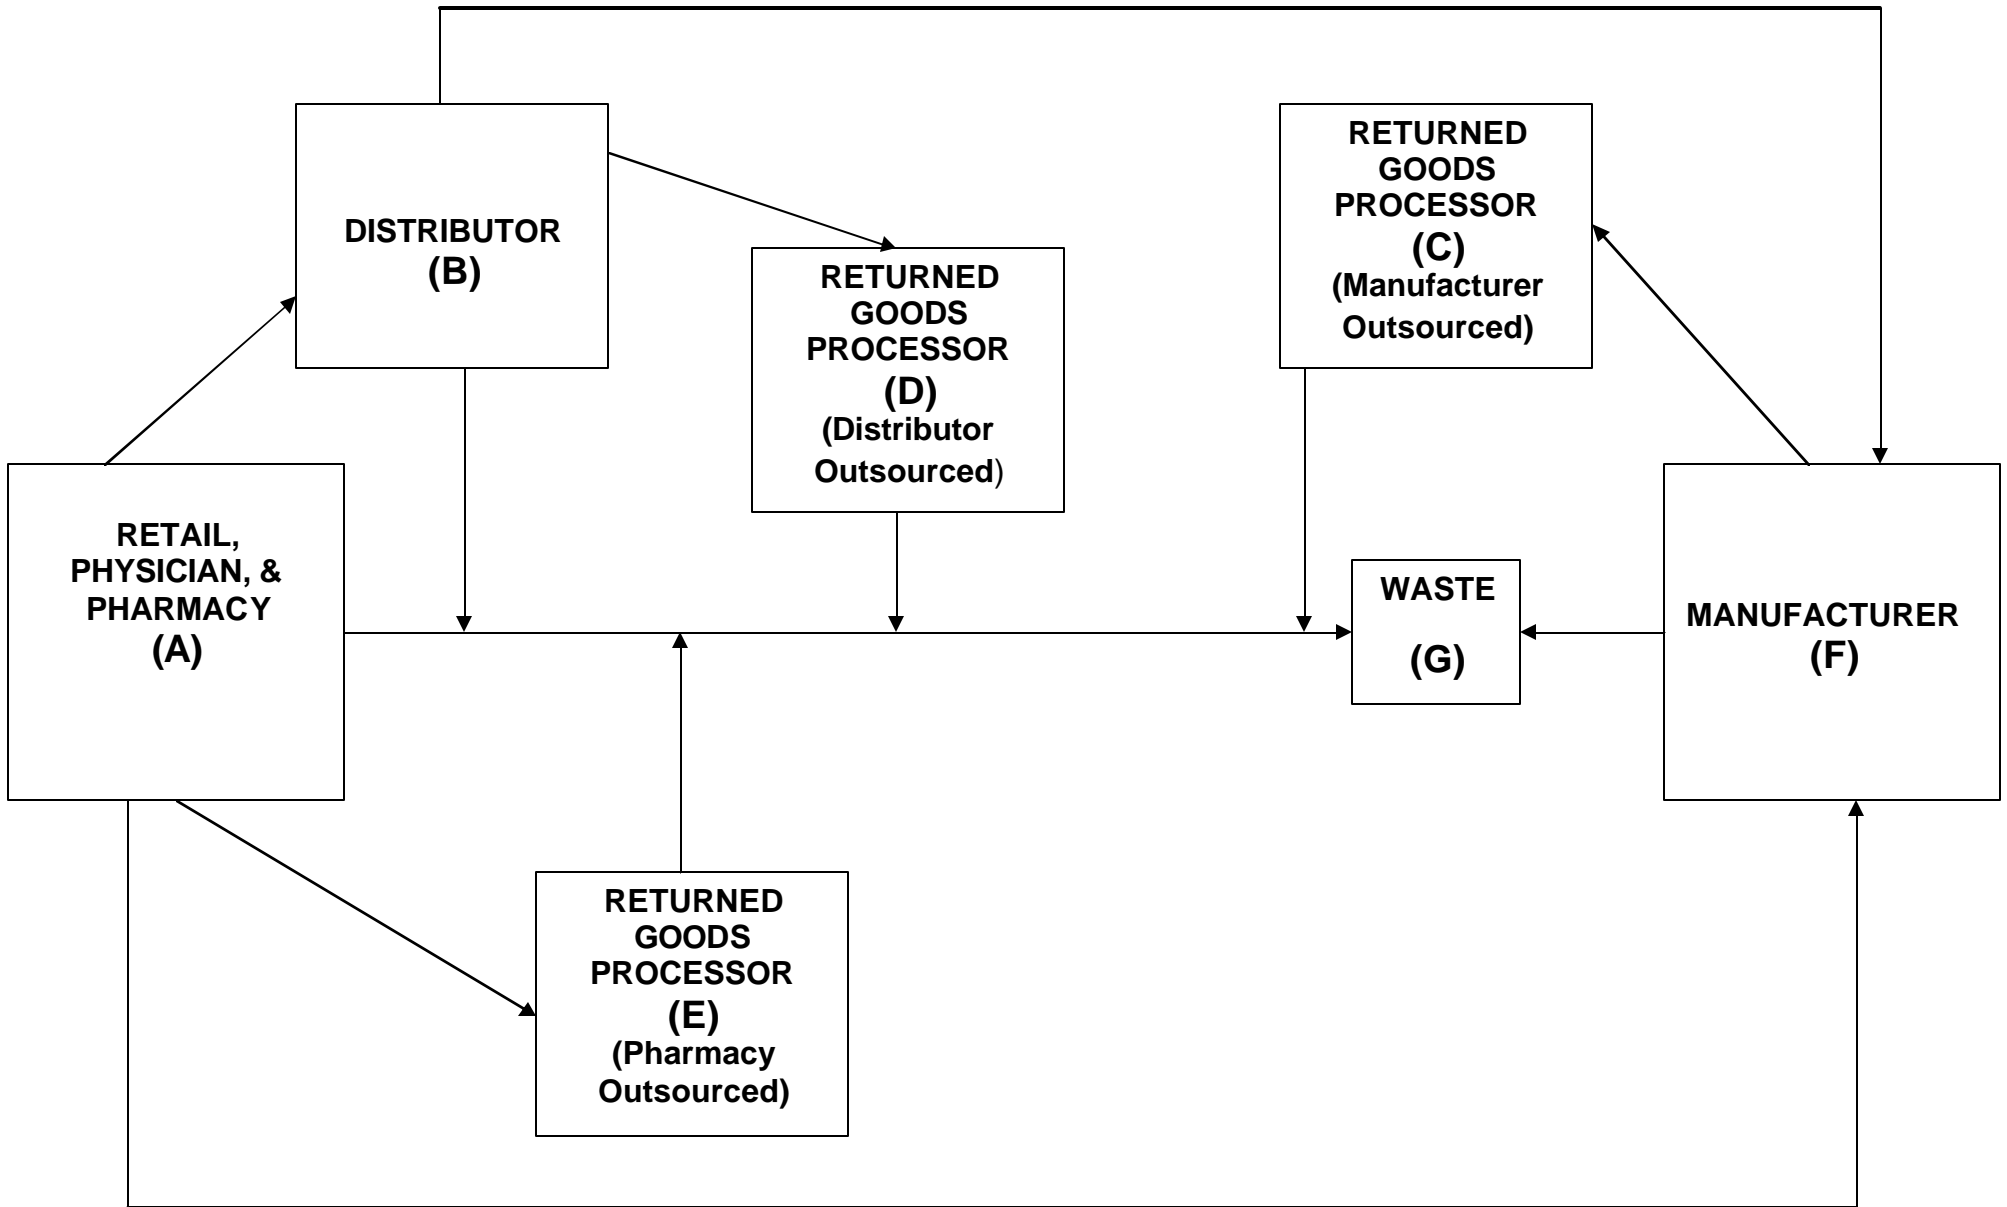 DISTRIBUTOR
(B)
RETURNED
GOODS
PROCESSOR
(C)
(Manufacturer
Outsourced)
RETURNED
GOODS
PROCESSOR
(D)
(Distributor
Outsourced)
RETAIL,
PHYSICIAN, &
PHARMACY
(A)
WASTE
(G)
MANUFACTURER
(F)
RETURNED
GOODS
PROCESSOR
(E)
(Pharmacy
Outsourced)